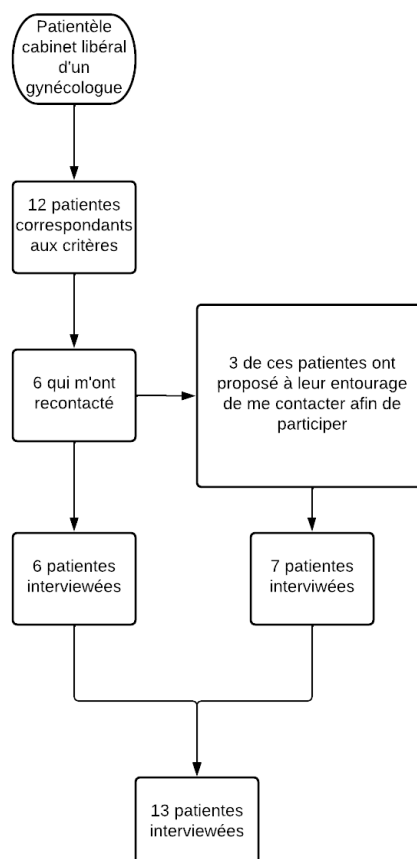 Patientèle
cabinet libéral
d'un
gynécologue
12 patientes
correspondants
aux critères
6 qui m'ont
recontacté
3 de ces patientes ont
proposé à leur entourage
de me contacter afin de
participer
6 patientes
interviewées
7 patientes
interviwées
13 patientes
interviewées